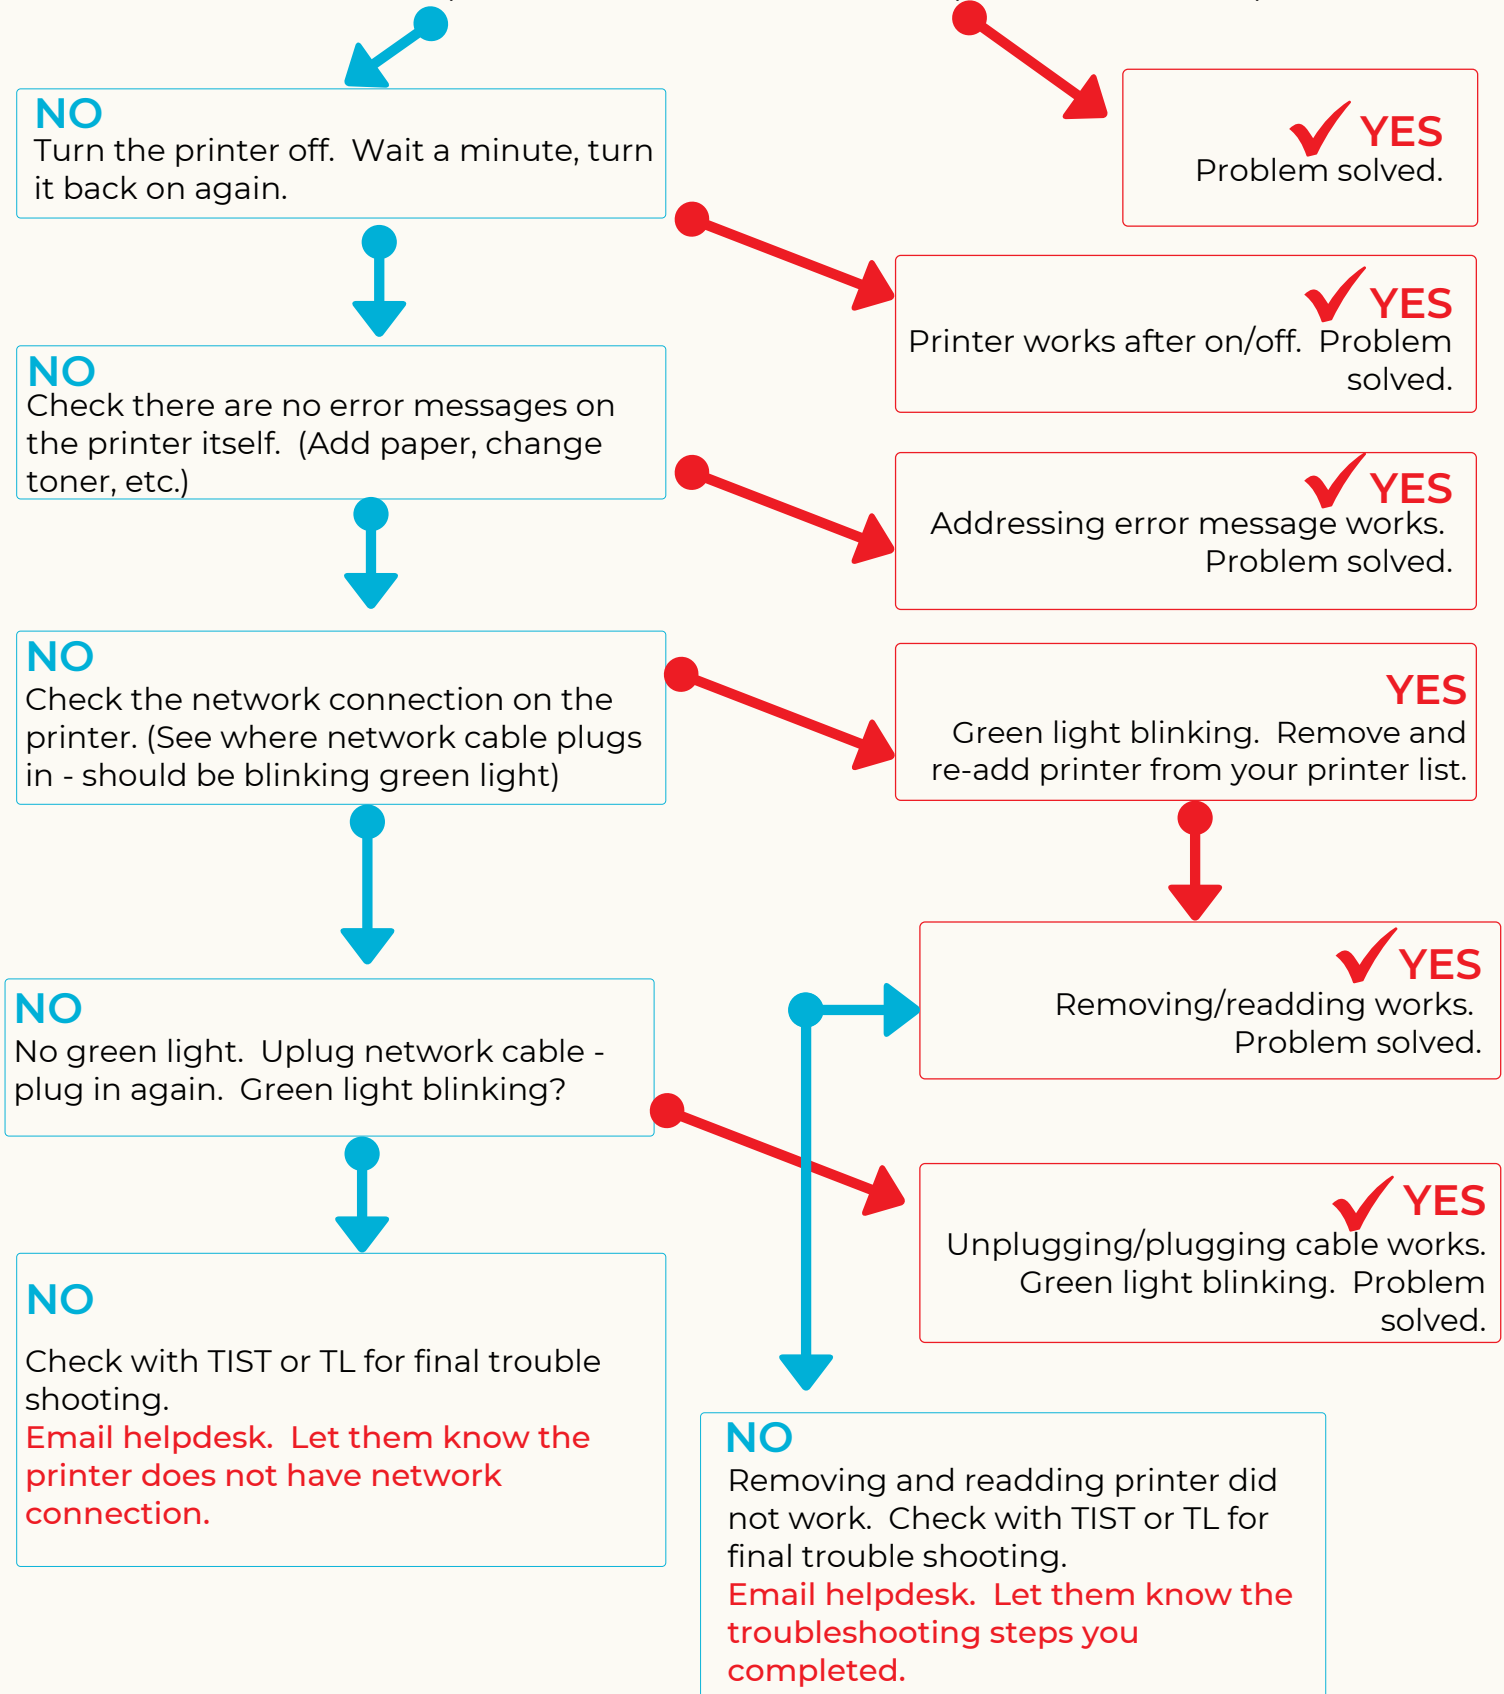 NO
Turn the printer off. Wait a minute, turn
it back on again.
YES
Problem solved.
YES
Printer works after on/off. Problem
solved.
NO
Check there are no error messages on
the printer itself. (Add paper, change
toner, etc.)
YES
Addressing error message works.
Problem solved.
NO
Check the network connection on the
printer. (See where network cable plugs
in - should be blinking green light)
YES
Green light blinking. Remove and
re-add printer from your printer list.
YES
Removing/readding works.
Problem solved.
NO
No green light. Uplug network cable -
plug in again. Green light blinking?
YES
Unplugging/plugging cable works.
Green light blinking. Problem
solved.
NO
Check with TIST or TL for final trouble
shooting.
Email helpdesk. Let them know the
printer does not have network
connection.
NO
Removing and readding printer did
not work. Check with TIST or TL for
final trouble shooting.
Email helpdesk. Let them know the
troubleshooting steps you
completed.